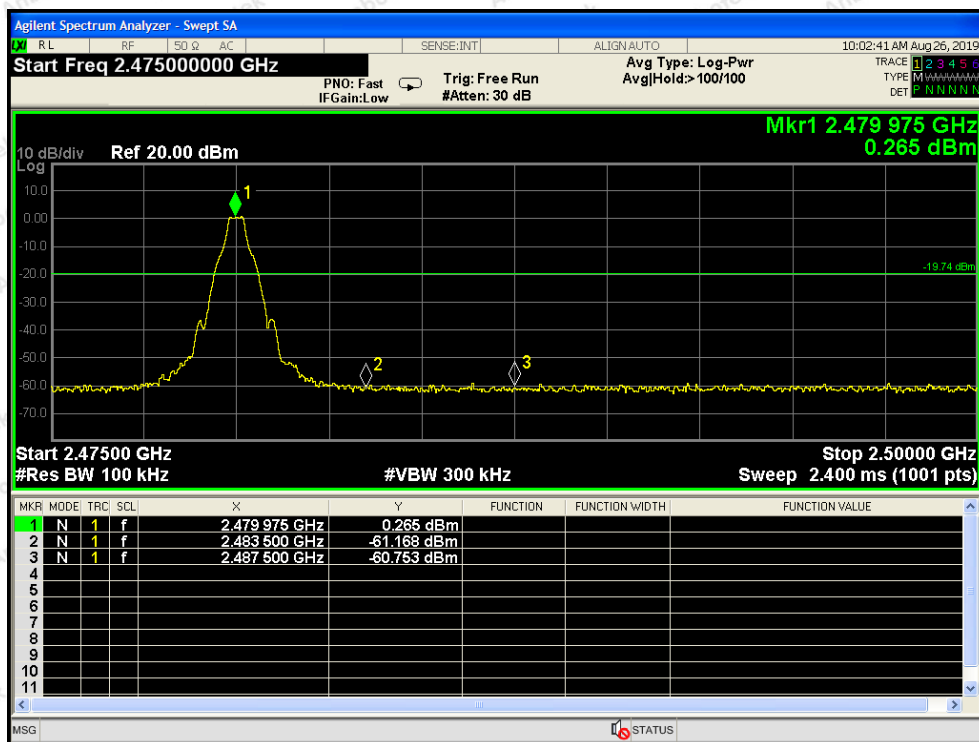 Agilent Spectrum Analyzer - Swept SA
LXI RL RF 50 Ω AC SENSE:INT ALIGN AUTO 10:02:41 AM Aug 26, 2019
Start Freq 2.475000000 GHz
PNO: Fast
IFGain:Low
Trig: Free Run
#Atten: 30 dB
Avg Type: Log-Pwr
Avg|Hold:>100/100
TRACE 1 2 3 4 5 6
TYPE M WWWWW
DET P N N N N N
Mkr1 2.479 975 GHz
0.265 dBm
10 dB/div Ref 20.00 dBm
Log
10.0
0.00
-10.0
-20.0
-30.0
-40.0
-50.0
-60.0
-70.0
1
-19.74 dBm
2
3
Start 2.47500 GHz Stop 2.50000 GHz
#Res BW 100 kHz #VBW 300 kHz Sweep 2.400 ms (1001 pts)
MKR MODE TRC SCL X Y FUNCTION FUNCTION WIDTH FUNCTION VALUE
1 N 1 f 2.479 975 GHz 0.265 dBm
2 N 1 f 2.483 500 GHz -61.168 dBm
3 N 1 f 2.487 500 GHz -60.753 dBm
4
5
6
7
8
9
10
11
MSG STATUS